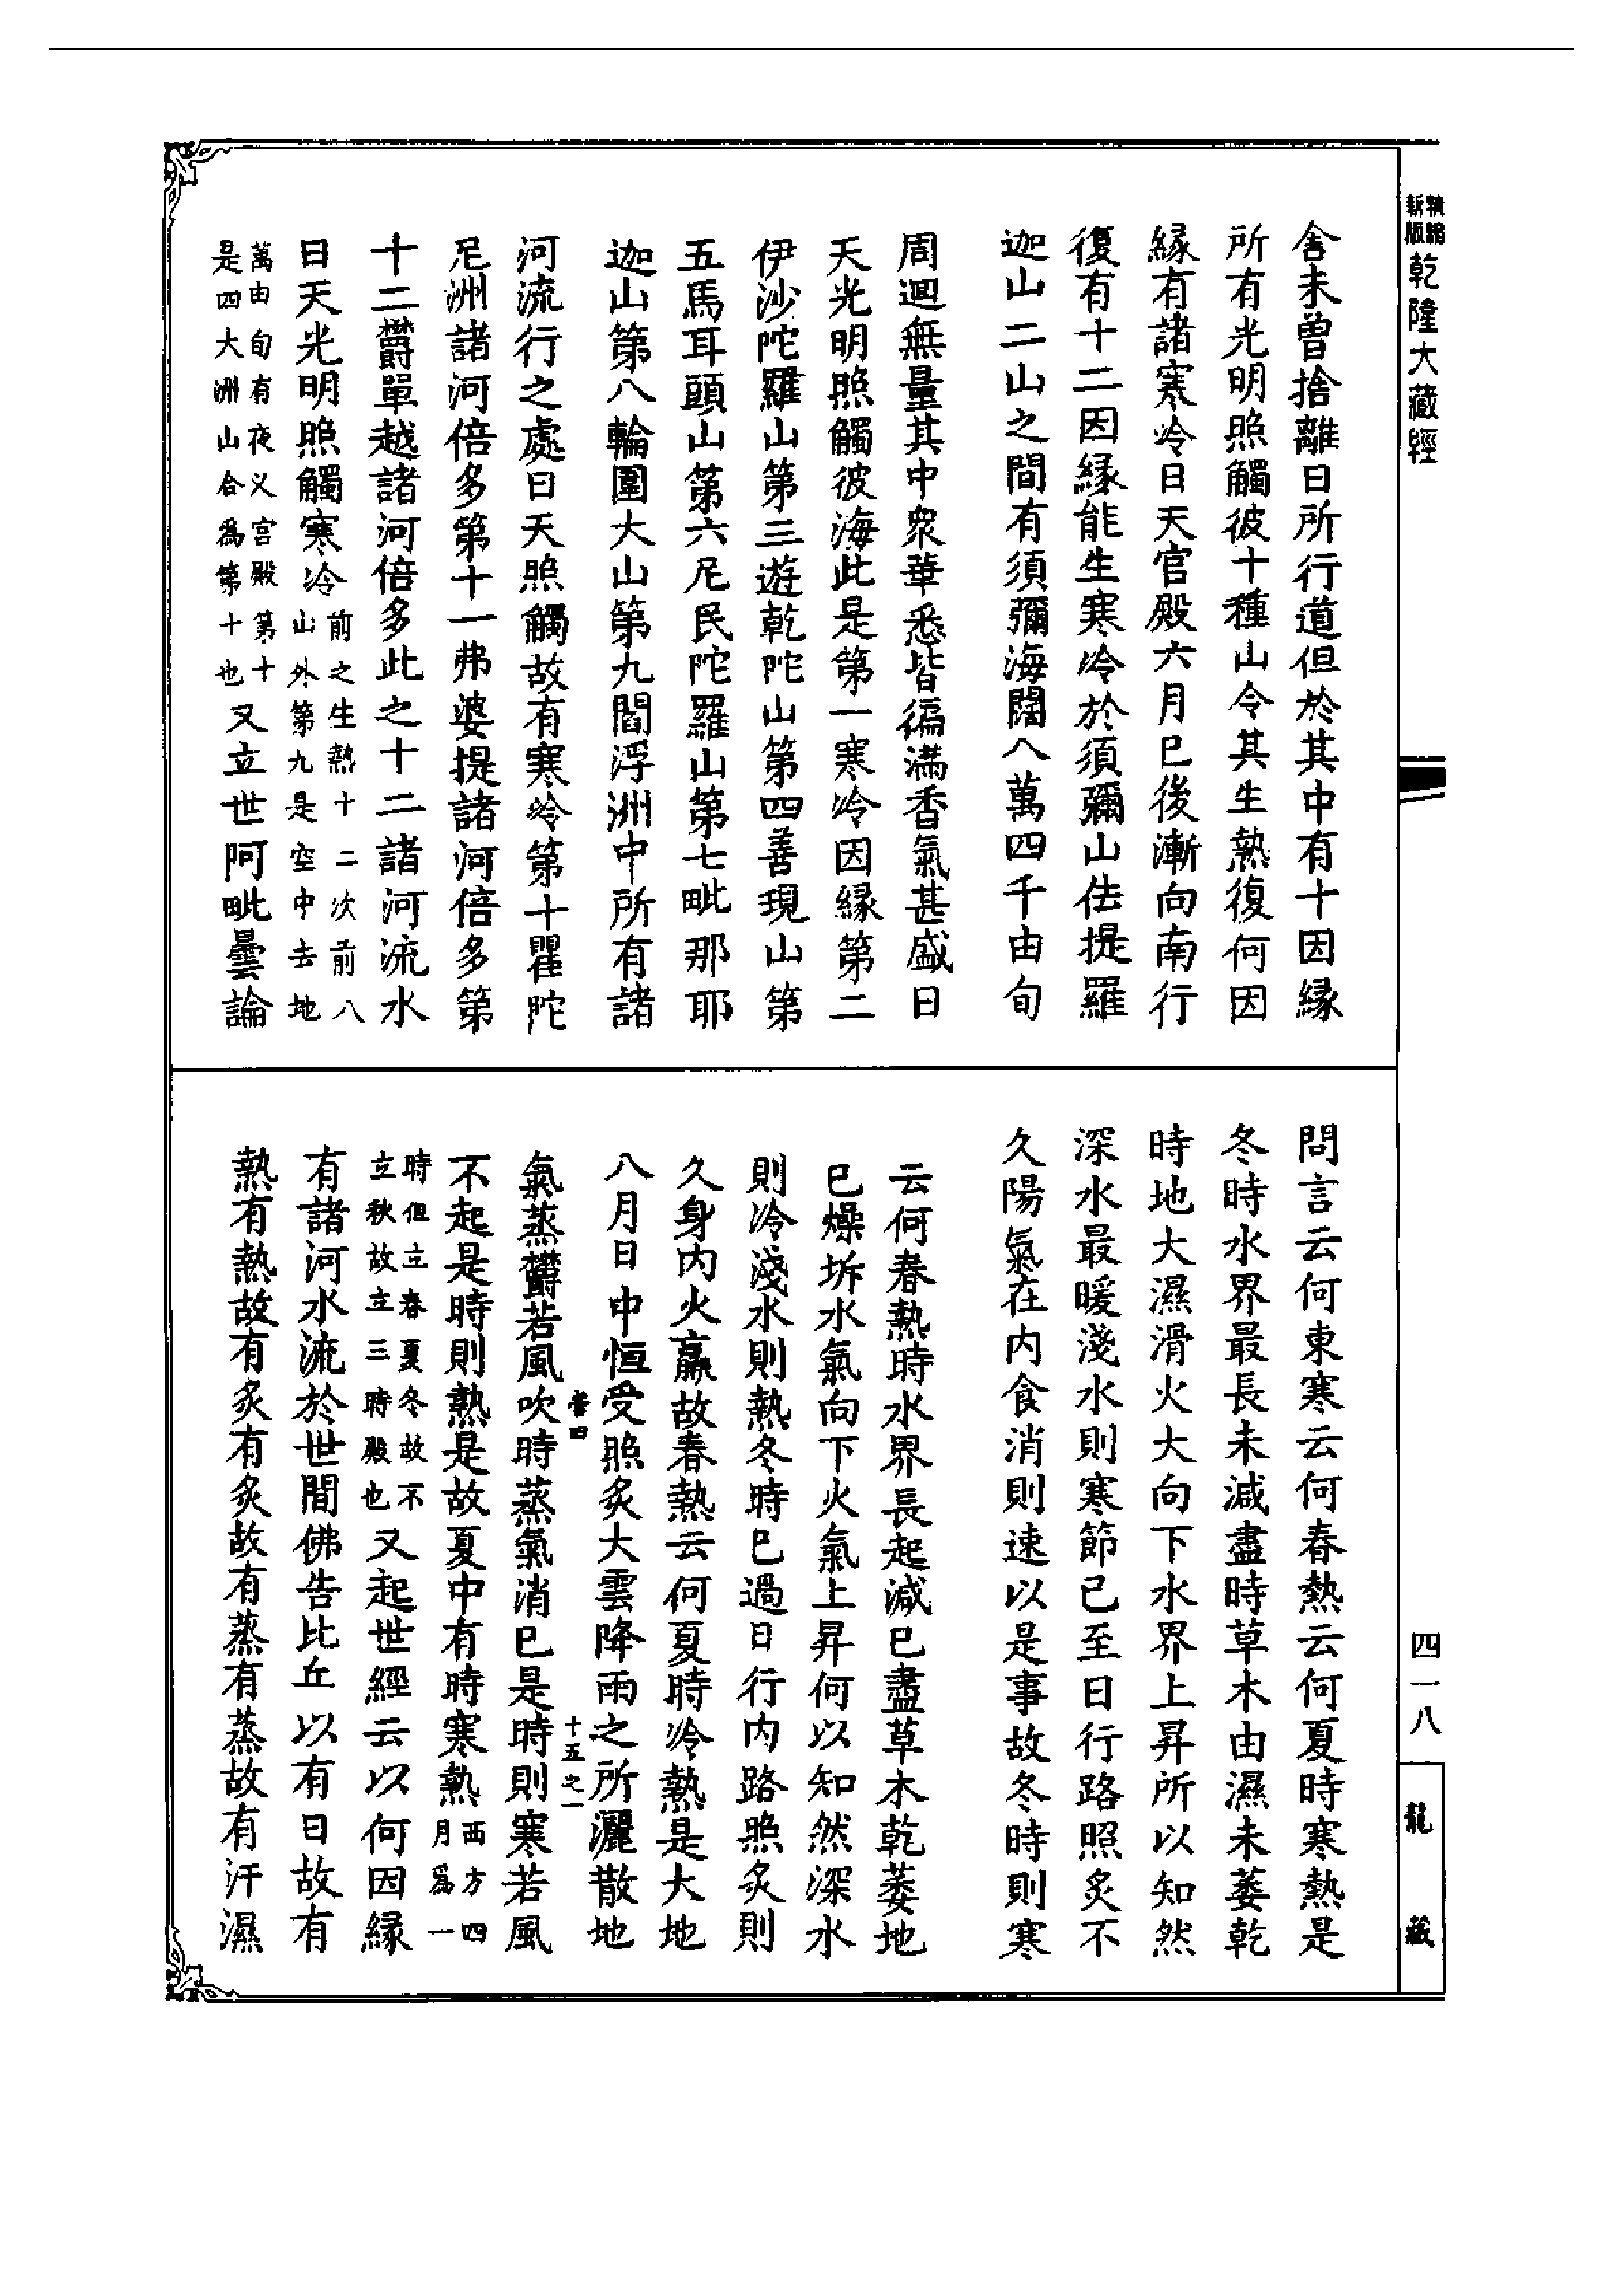 精縮
新版
乾隆大藏經
舍未曾捨離日所行道但於其中有十因緣
所有光明照觸彼十種山令其生熱復何因
緣有諸寒冷日天宮殿六月巳後漸向南行
復有十二因緣能生寒冷於須彌山佉提羅
迦山二山之間有須彌海闊八萬四千由旬
周迴無量其中衆華悉皆徧滿香氣甚盛日
天光明照觸彼海此是第一寒冷因緣第二
伊沙陀羅山第三遊乾陀山第四善現山第
五馬耳頭山第六尼民陀羅山第七毗那耶
迦山第八輪圍大山第九閻浮洲中所有諸
河流行之處日天照觸故有寒冷第十瞿陀
尼洲諸河倍多第十一弗婆提諸河倍多第
十二欝單越諸河倍多此之十二諸河流水
日天光明照觸寒冷
前之生熱十二次前八
山外第九是空中去地
萬由旬有夜义宮殿第十
是四大洲山合爲第十也
又立世阿毗曇論
問言云何東寒云何春熱云何夏時寒熱是
冬時水界最長未減盡時草木由濕未萎乾
時地大濕滑火大向下水界上昇所以知然
深水最暖淺水則寒節已至日行路照炙不
久陽氣在内食消則速以是事故冬時則寒
云何春熱時水界長起減巳盡草木乾萎地
巳燥坼水氣向下火氣上昇何以知然深水
則冷淺水則熱冬時巳過日行内路照炙則
久身内火羸故春熱云何夏時冷熱是大地
八月日中恒受照炙大雲降雨之所灑散地
氣蒸欝若風吹時蒸氣消巳是時則寒若風
不起是時則熱是故夏中有時寒熱
西方四
月爲一
時但立春夏冬故不
立秋故立三時殿也
又起世經云以何因緣
有諸河水流於世間佛告比丘以有日故有
熱有熱故有炙有炙故有蒸有蒸故有汗濕
十五之一
四一八
龍藏